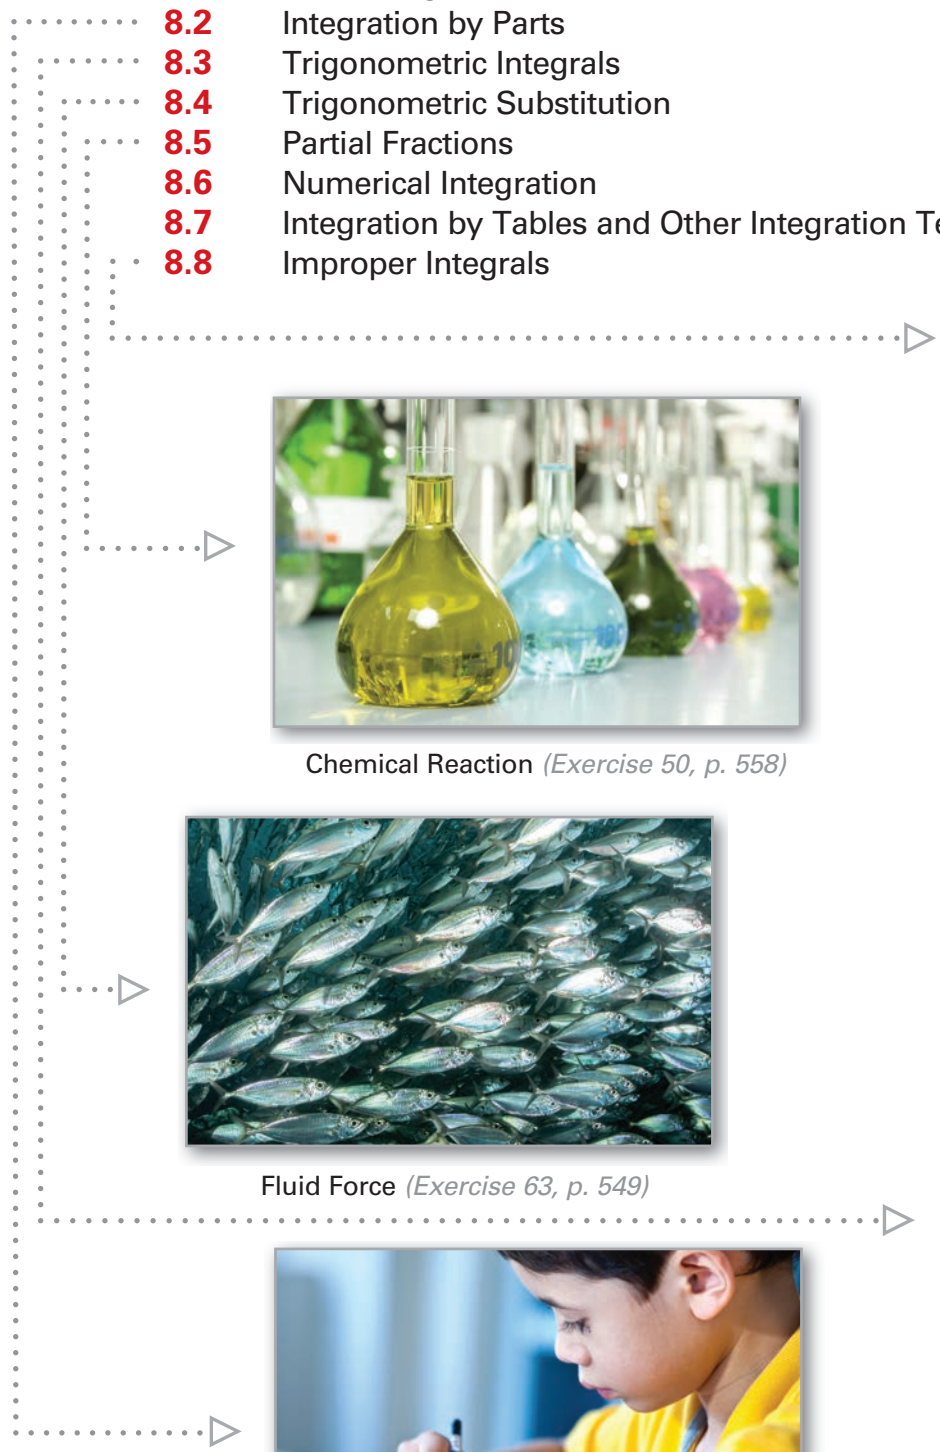 8.2 Integration by Parts
8.3 Trigonometric Integrals
8.4 Trigonometric Substitution
8.5 Partial Fractions
8.6 Numerical Integration
8.7 Integration by Tables and Other Integration
8.8 Improper Integrals
10
100
Chemical Reaction (Exercise 50, p. 558)
Fluid Force (Exercise 63, p. 549)